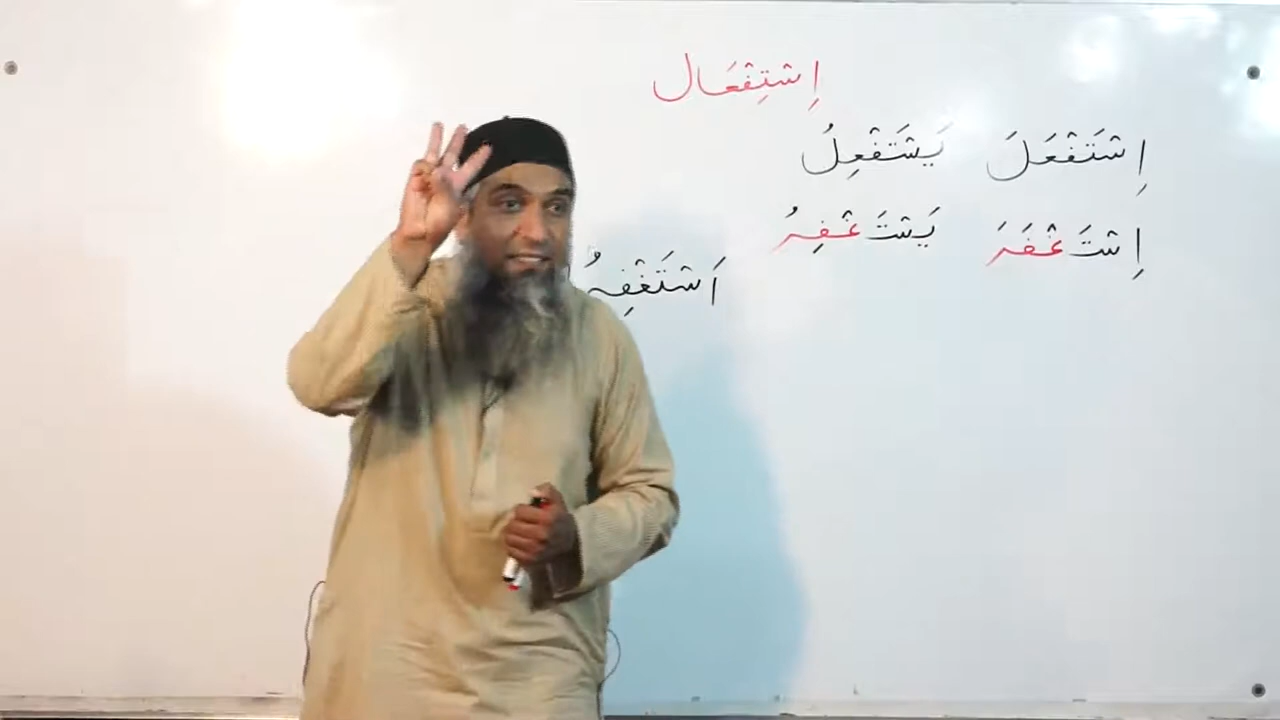 اِسْتِفْعَال
اِسْتَفْعَلَ يَسْتَفْعِلُ
اِسْتَغْفَرَ يَسْتَغْفِرُ
اَسْتَغْفِرُ